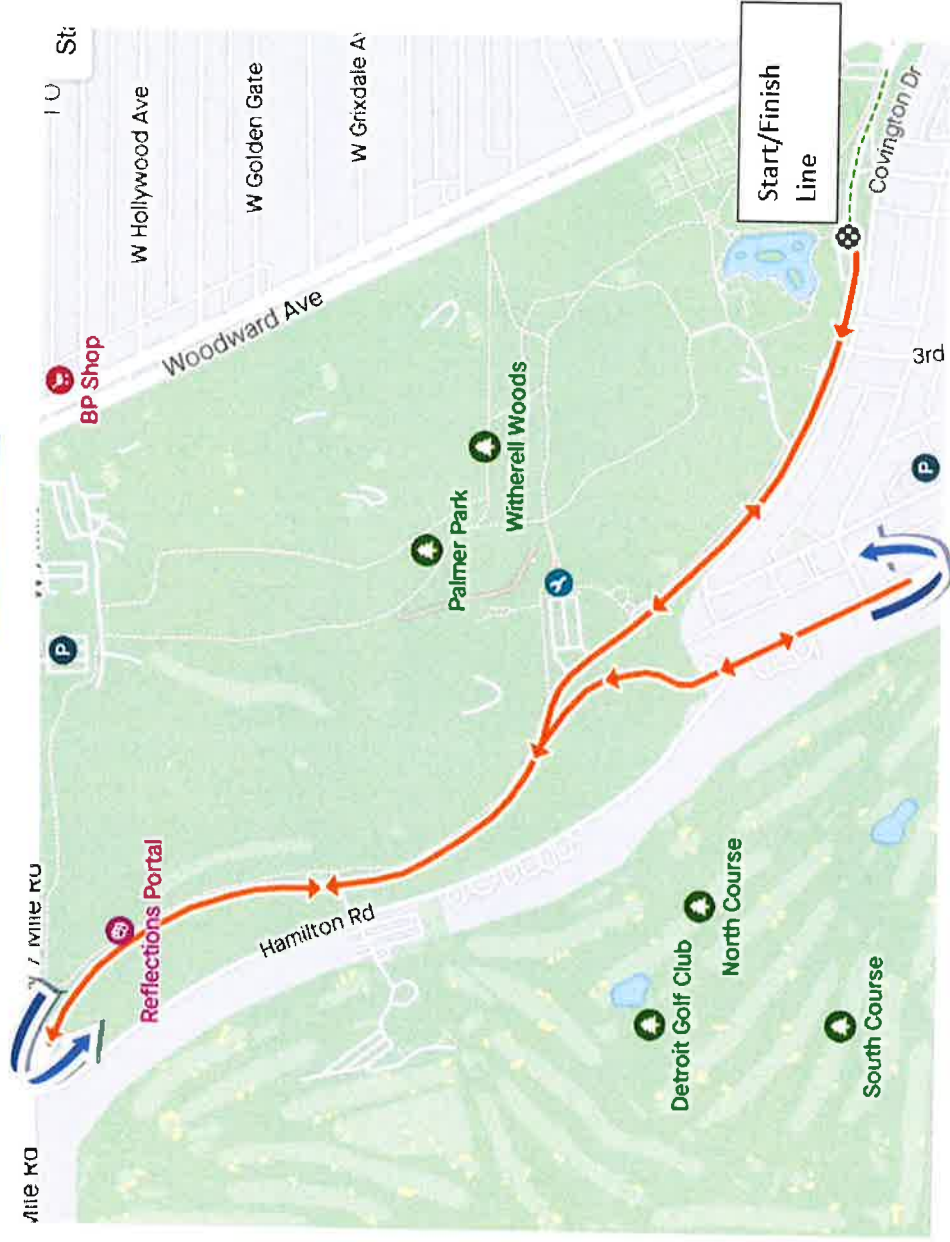 W Hollywood Ave
W Golden Gate
W Grixdale A
BP Shop
Woodward Ave
Start/Finish
Line
Covington Dr
3rd
P
P
Palmer Park
Witherell Woods
Reflections Portal
Hamilton Rd
Detroit Golf Club
North Course
South Course